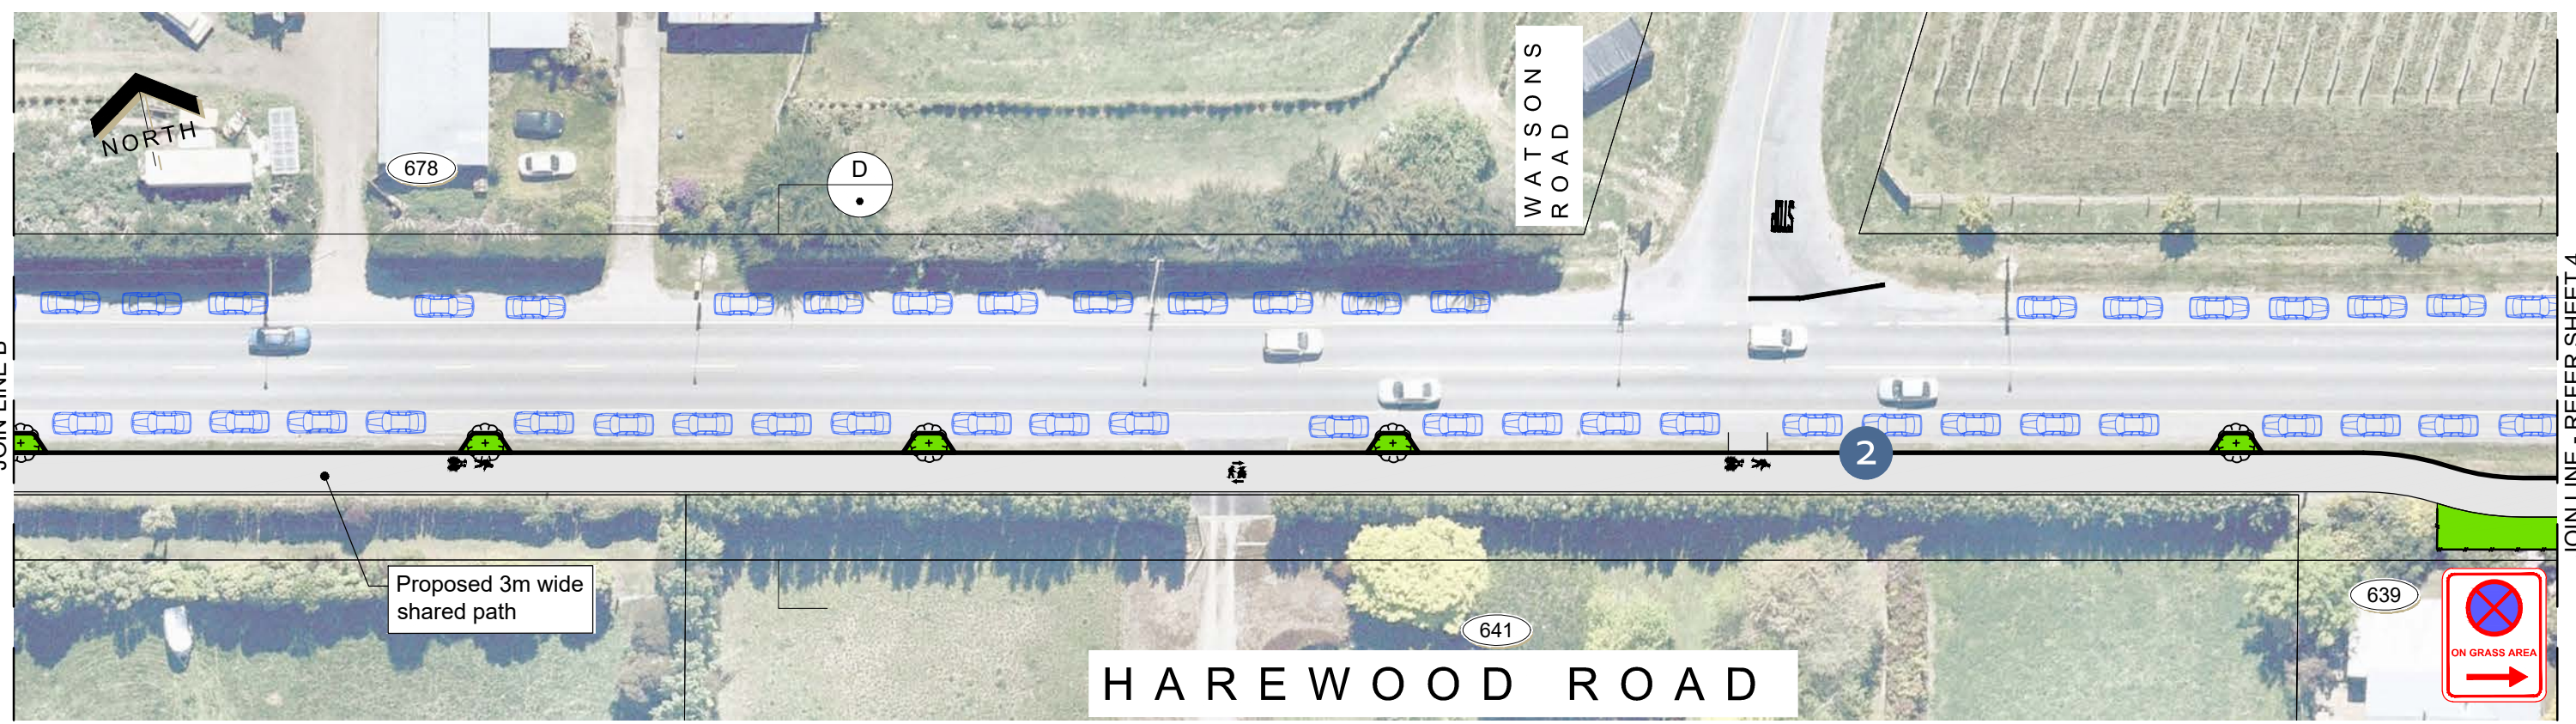 NORTH
678
D
WATSONS
ROAD
STOP
JOIN LINE B
JOIN LINE - REFER SHEET 4
2
Proposed 3m wide
shared path
641
639
ON GRASS AREA
HAREWOOD ROAD